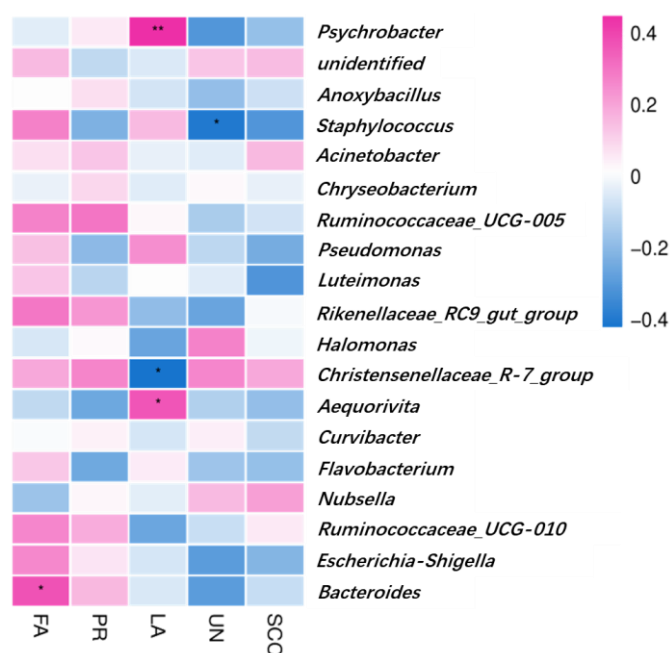 0.4
0.2
0
−0.2
−0.4
**
Psychrobacter
unidentified
Anoxybacillus
* Staphylococcus
Acinetobacter
Chryseobacterium
Ruminococcaceae_UCG-005
Pseudomonas
Luteimonas
Rikenellaceae_RC9_gut_group
Halomonas
* Christensenellaceae_R-7_group
* Aequorivita
Curvibacter
Flavobacterium
Nubsella
Ruminococcaceae_UCG-010
Escherichia-Shigella
* Bacteroides
FA
PR
LA
UN
SCC